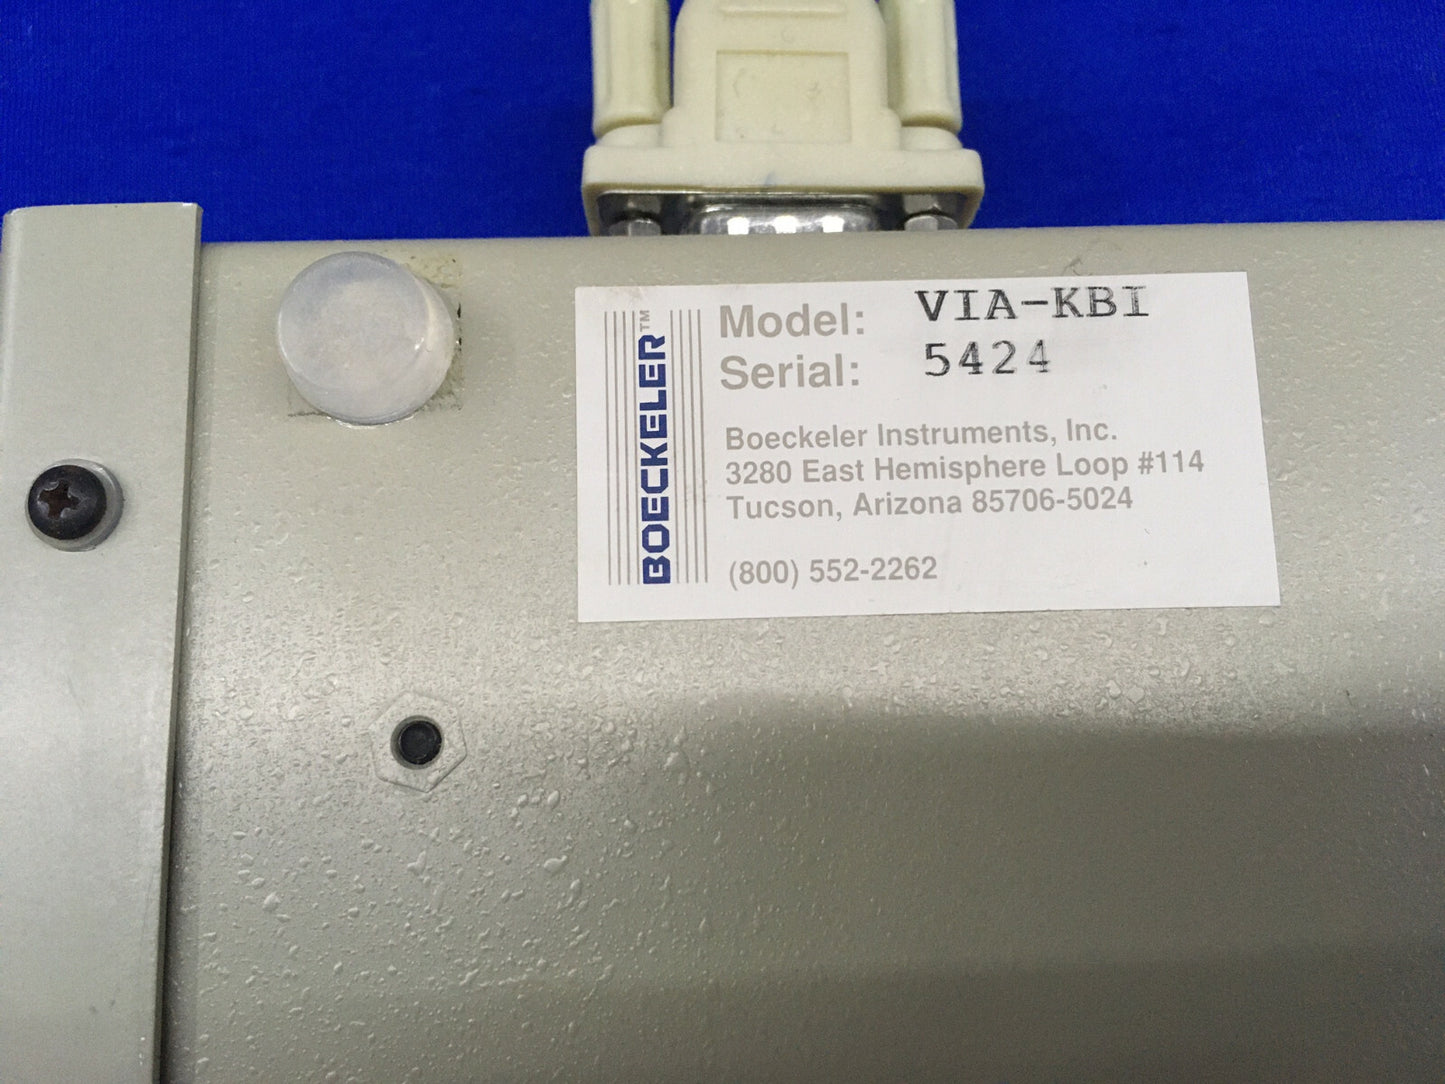 BOECKELER™
Model: VIA-KBI
Serial: 5424
Boeckeler Instruments, Inc.
3280 East Hemisphere Loop #114
Tucson, Arizona 85706-5024
(800) 552-2262